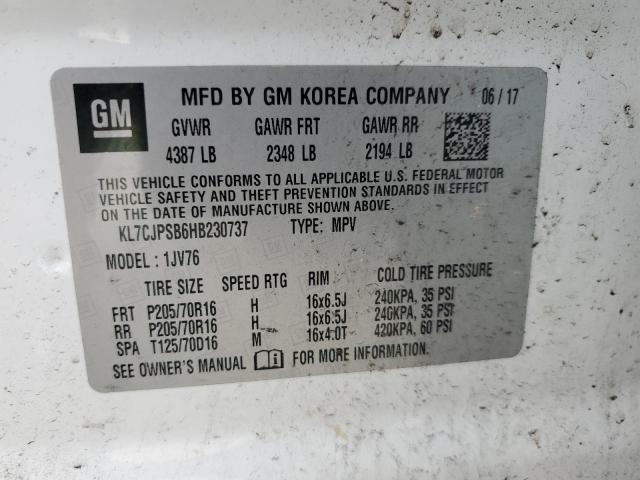 GM MFD BY GM KOREA COMPANY 06/17
GVWR GAWR FRT GAWR RR
4387 LB 2348 LB 2194 LB
THIS VEHICLE CONFORMS TO ALL APPLICABLE U.S. FEDERAL MOTOR
VEHICLE SAFETY AND THEFT PREVENTION STANDARDS IN EFFECT
ON THE DATE OF MANUFACTURE SHOWN ABOVE.
KL7CJPSB6HB230737 TYPE: MPV
MODEL : 1JV76
TIRE SIZE SPEED RTG RIM COLD TIRE PRESSURE
FRT P205/70R16 H 16x6.5J 240KPA, 35 PSI
RR P205/70R16 H 16x6.5J 240KPA, 35 PSI
SPA T125/70D16 M 16x4.0T 420KPA, 60 PSI
SEE OWNER'S MANUAL FOR MORE INFORMATION.